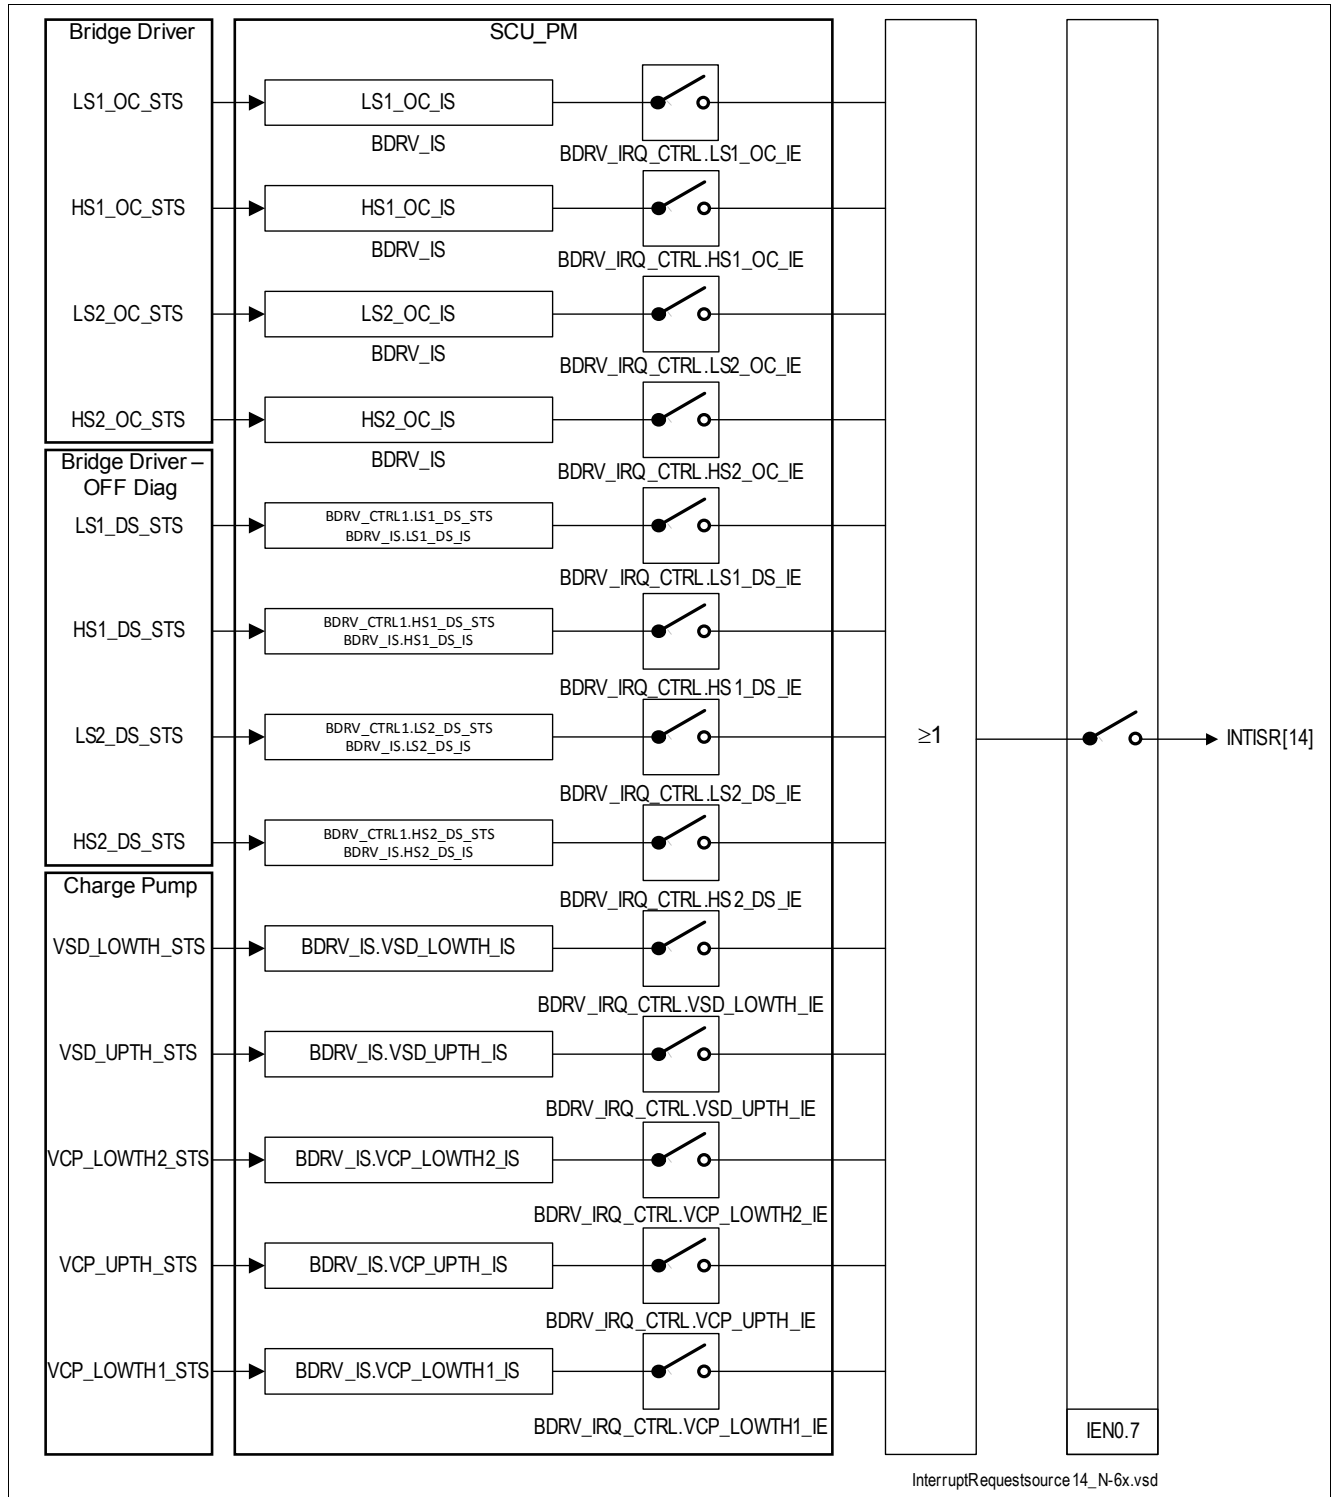 Bridge Driver
SCU_PM
LS1_OC_STS
LS1_OC_IS
BDRV_IS
BDRV_IRQ_CTRL.LS1_OC_IE
HS1_OC_STS
HS1_OC_IS
BDRV_IS
BDRV_IRQ_CTRL.HS1_OC_IE
LS2_OC_STS
LS2_OC_IS
BDRV_IS
BDRV_IRQ_CTRL.LS2_OC_IE
HS2_OC_STS
HS2_OC_IS
BDRV_IS
BDRV_IRQ_CTRL.HS2_OC_IE
Bridge Driver –
OFF Diag
LS1_DS_STS
BDRV_CTRL1.LS1_DS_STS
BDRV_IS.LS1_DS_IS
BDRV_IRQ_CTRL.LS1_DS_IE
HS1_DS_STS
BDRV_CTRL1.HS1_DS_STS
BDRV_IS.HS1_DS_IS
BDRV_IRQ_CTRL.HS1_DS_IE
LS2_DS_STS
BDRV_CTRL1.LS2_DS_STS
BDRV_IS.LS2_DS_IS
≥1
INTISR[14]
BDRV_IRQ_CTRL.LS2_DS_IE
HS2_DS_STS
BDRV_CTRL1.HS2_DS_STS
BDRV_IS.HS2_DS_IS
BDRV_IRQ_CTRL.HS2_DS_IE
Charge Pump
VSD_LOWTH_STS
BDRV_IS.VSD_LOWTH_IS
BDRV_IRQ_CTRL.VSD_LOWTH_IE
VSD_UPTH_STS
BDRV_IS.VSD_UPTH_IS
BDRV_IRQ_CTRL.VSD_UPTH_IE
VCP_LOWTH2_STS
BDRV_IS.VCP_LOWTH2_IS
BDRV_IRQ_CTRL.VCP_LOWTH2_IE
VCP_UPTH_STS
BDRV_IS.VCP_UPTH_IS
BDRV_IRQ_CTRL.VCP_UPTH_IE
VCP_LOWTH1_STS
BDRV_IS.VCP_LOWTH1_IS
BDRV_IRQ_CTRL.VCP_LOWTH1_IE
IEN0.7
InterruptRequestsource14_N-6x.vsd